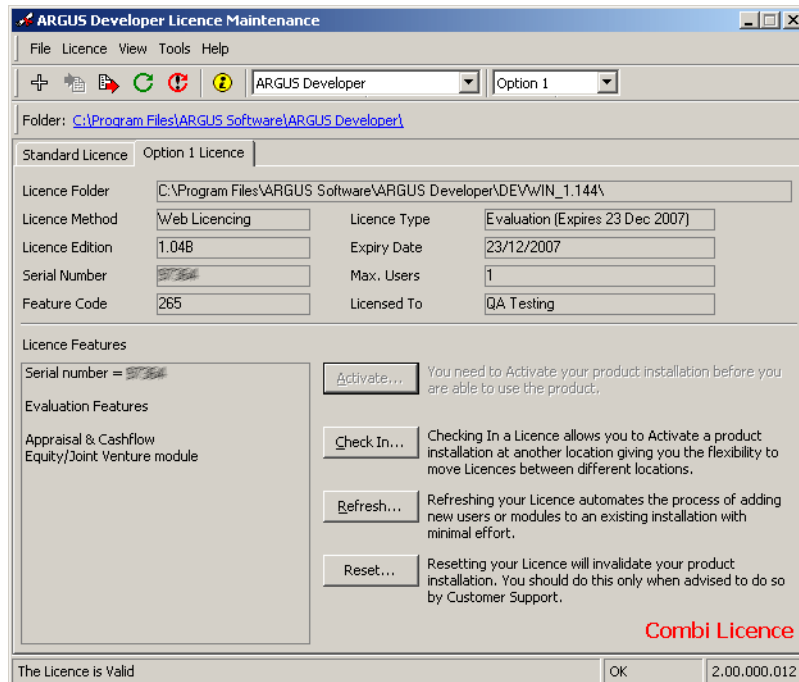 ARGUS Developer Licence Maintenance
File Licence View Tools Help
ARGUS Developer Option 1
Folder: C:\Program Files\ARGUS Software\ARGUS Developer\
Standard Licence Option 1 Licence
Licence Folder C:\Program Files\ARGUS Software\ARGUS Developer\DEVWIN_1.144\
Licence Method Web Licencing Licence Type Evaluation (Expires 23 Dec 2007)
Licence Edition 1.04B Expiry Date 23/12/2007
Serial Number Max. Users 1
Feature Code 265 Licensed To QA Testing
Licence Features
Serial number =
Evaluation Features
Appraisal & Cashflow
Equity/Joint Venture module
Activate... You need to Activate your product installation before you
are able to use the product.
Check In... Checking In a Licence allows you to Activate a product
installation at another location giving you the flexibility to
move Licences between different locations.
Refresh... Refreshing your Licence automates the process of adding
new users or modules to an existing installation with
minimal effort.
Reset... Resetting your Licence will invalidate your product
installation. You should do this only when advised to do so
by Customer Support.
Combi Licence
The Licence is Valid OK 2.00.000.012